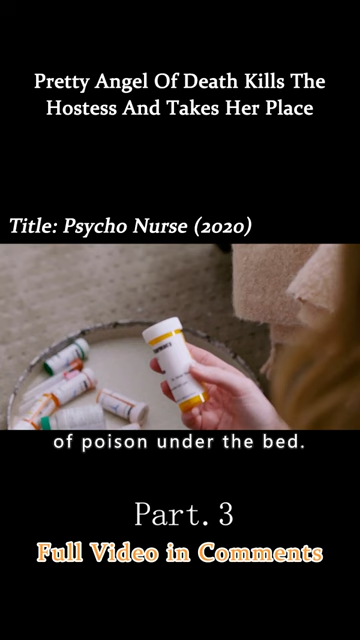 Pretty Angel Of Death Kills The
Hostess And Takes Her Place
Title: Psycho Nurse (2020)
of poison under the bed.
Part.3
Full Video in Comments